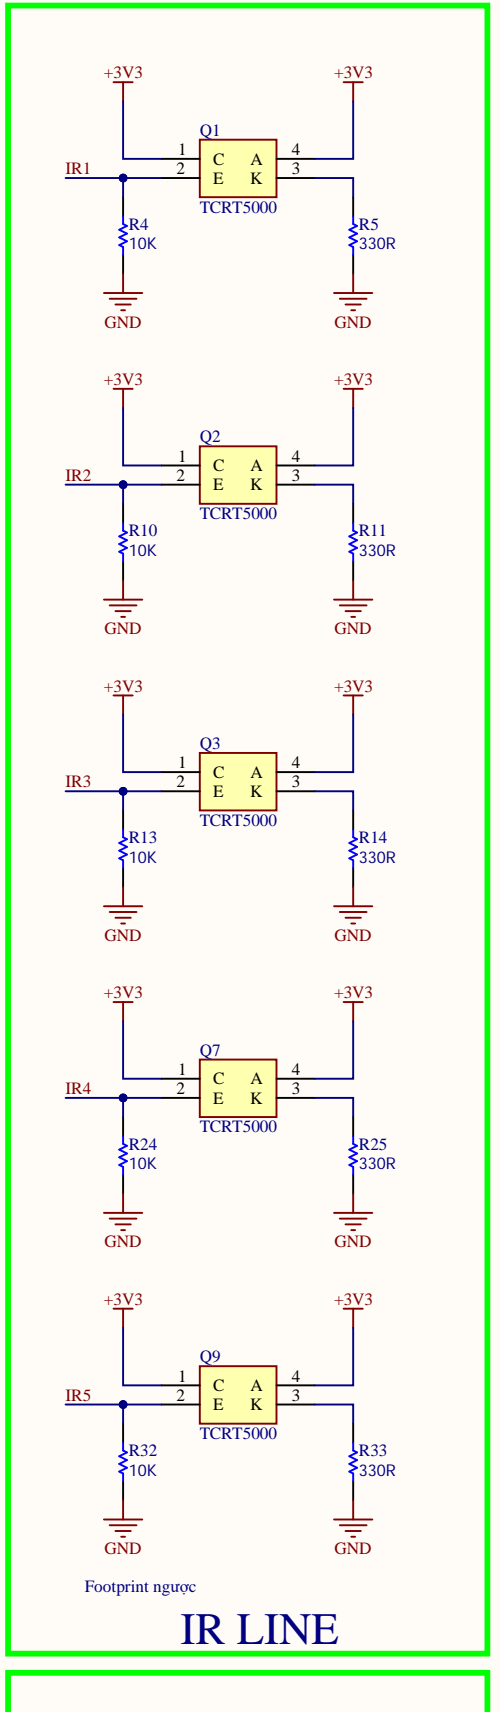 +3V3 +3V3
Q1
1 C A 4
IR1 2 E K 3
TCRT5000
R4 R5
10K 330R
GND GND
+3V3 +3V3
Q2
1 C A 4
IR2 2 E K 3
TCRT5000
R10 R11
10K 330R
GND GND
+3V3 +3V3
Q3
1 C A 4
IR3 2 E K 3
TCRT5000
R13 R14
10K 330R
GND GND
+3V3 +3V3
Q7
1 C A 4
IR4 2 E K 3
TCRT5000
R24 R25
10K 330R
GND GND
+3V3 +3V3
Q9
1 C A 4
IR5 2 E K 3
TCRT5000
R32 R33
10K 330R
GND GND
Footprint ngược
IR LINE